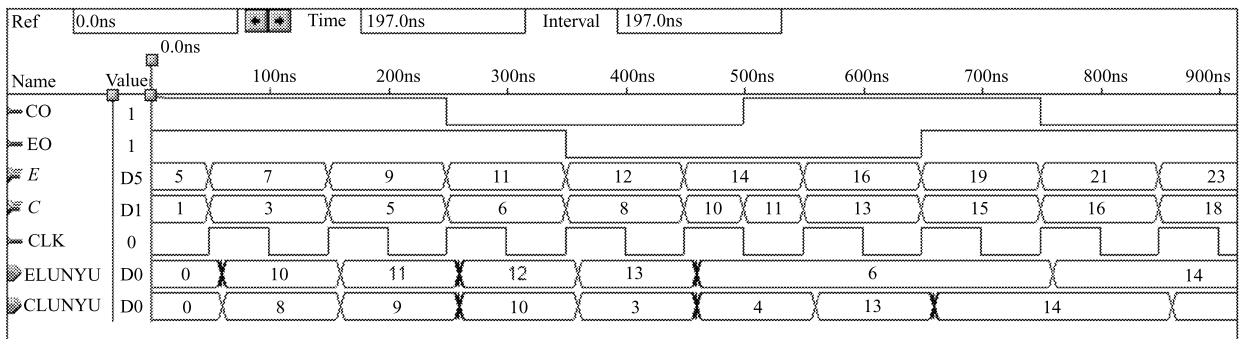 Ref 0.0ns Time 197.0ns Interval 197.0ns
0.0ns
Name Value 100ns 200ns 300ns 400ns 500ns 600ns 700ns 800ns 900ns
CO 1
EO 1
E D5 5 7 9 11 12 14 16 19 21 23
C D1 1 3 5 6 8 10 11 13 15 16 18
CLK 0
ELUNYU D0 0 10 11 12 13 6 14
CLUNYU D0 0 8 9 10 3 4 13 14